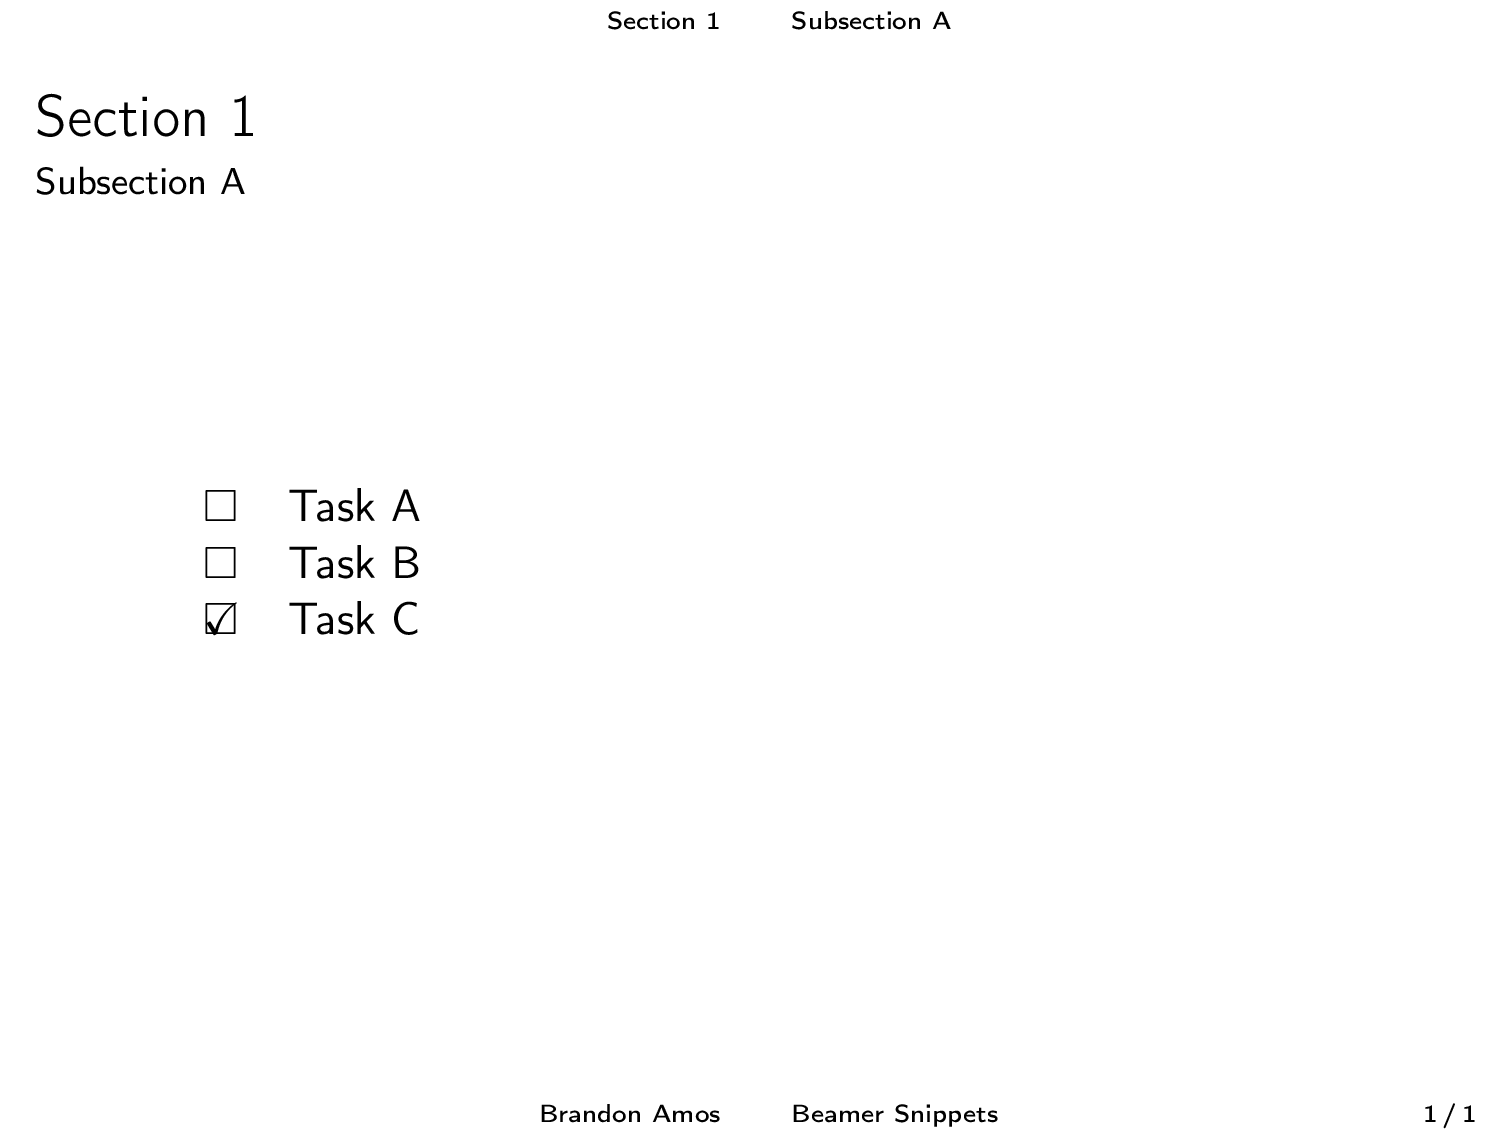 Section 1 Subsection A
Section 1
Subsection A
☐ Task A
☐ Task B
☑ Task C
Brandon Amos Beamer Snippets 1 / 1